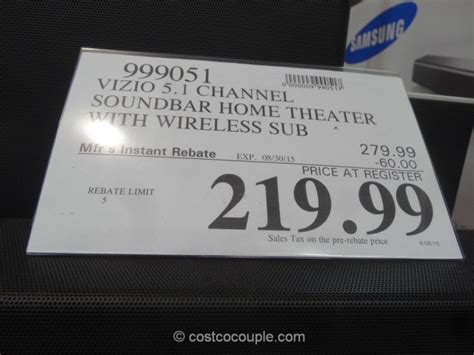 SAMSUNG
999051
VIZIO 5.1 CHANNEL
SOUNDBAR HOME THEATER
WITH WIRELESS SUB
279.99
Mfr's Instant Rebate EXP. 08/30/15 -60.00
PRICE AT REGISTER
REBATE LIMIT
5
219.99
Sales Tax on the pre-rebate price
© costcocouple.com